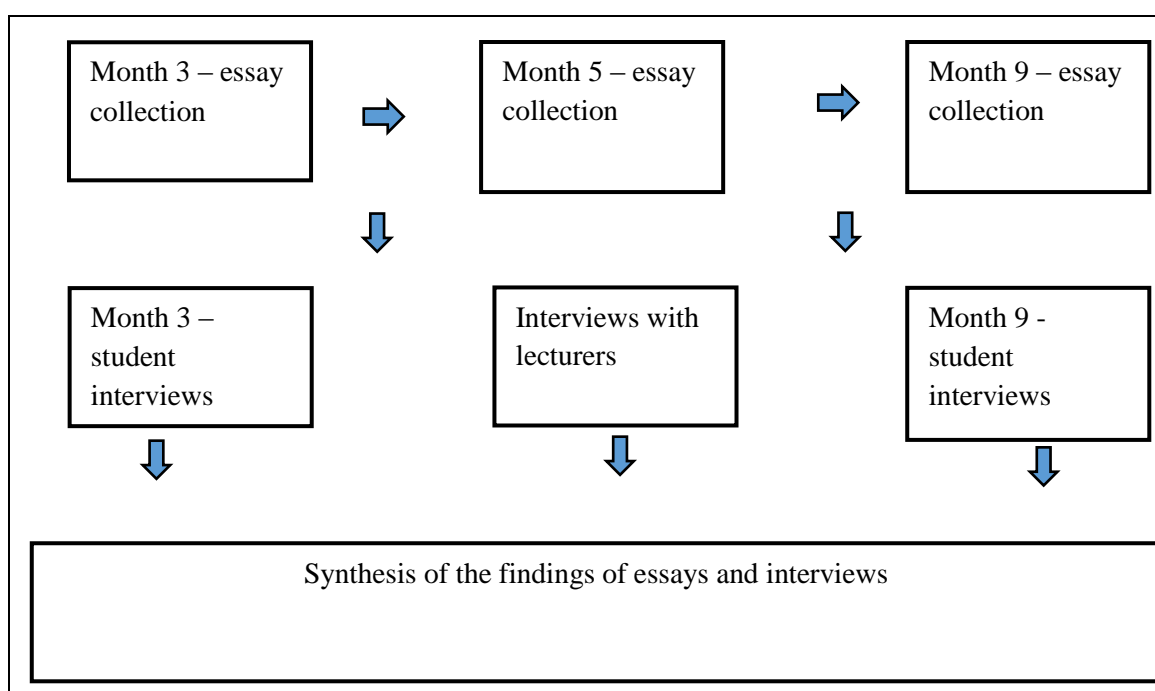 Month 3 – essay
collection
Month 5 – essay
collection
Month 9 – essay
collection
Month 3 –
student
interviews
Interviews with
lecturers
Month 9 -
student
interviews
Synthesis of the findings of essays and interviews